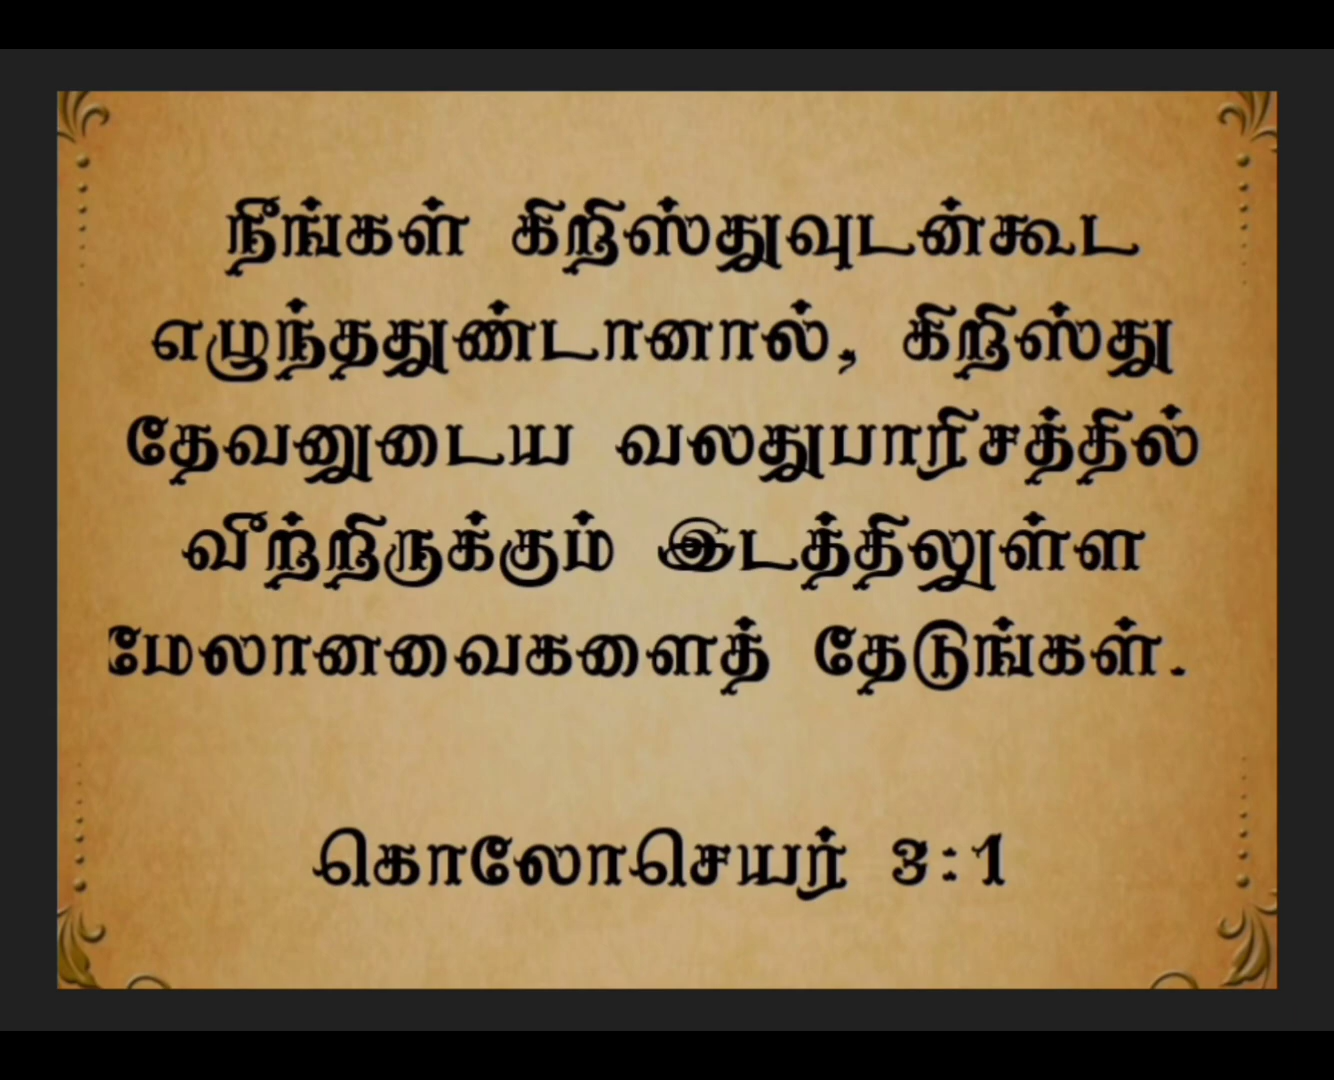 நீங்கள் கிறிஸ்துவுடன்கூட
எழுந்ததுண்டானால், கிறிஸ்து
தேவனுடைய வலதுபாரிசத்தில்
வீற்றிருக்கும் இடத்திலுள்ள
மேலானவைகளைத் தேடுங்கள்.
கொலோசெயர் 3:1